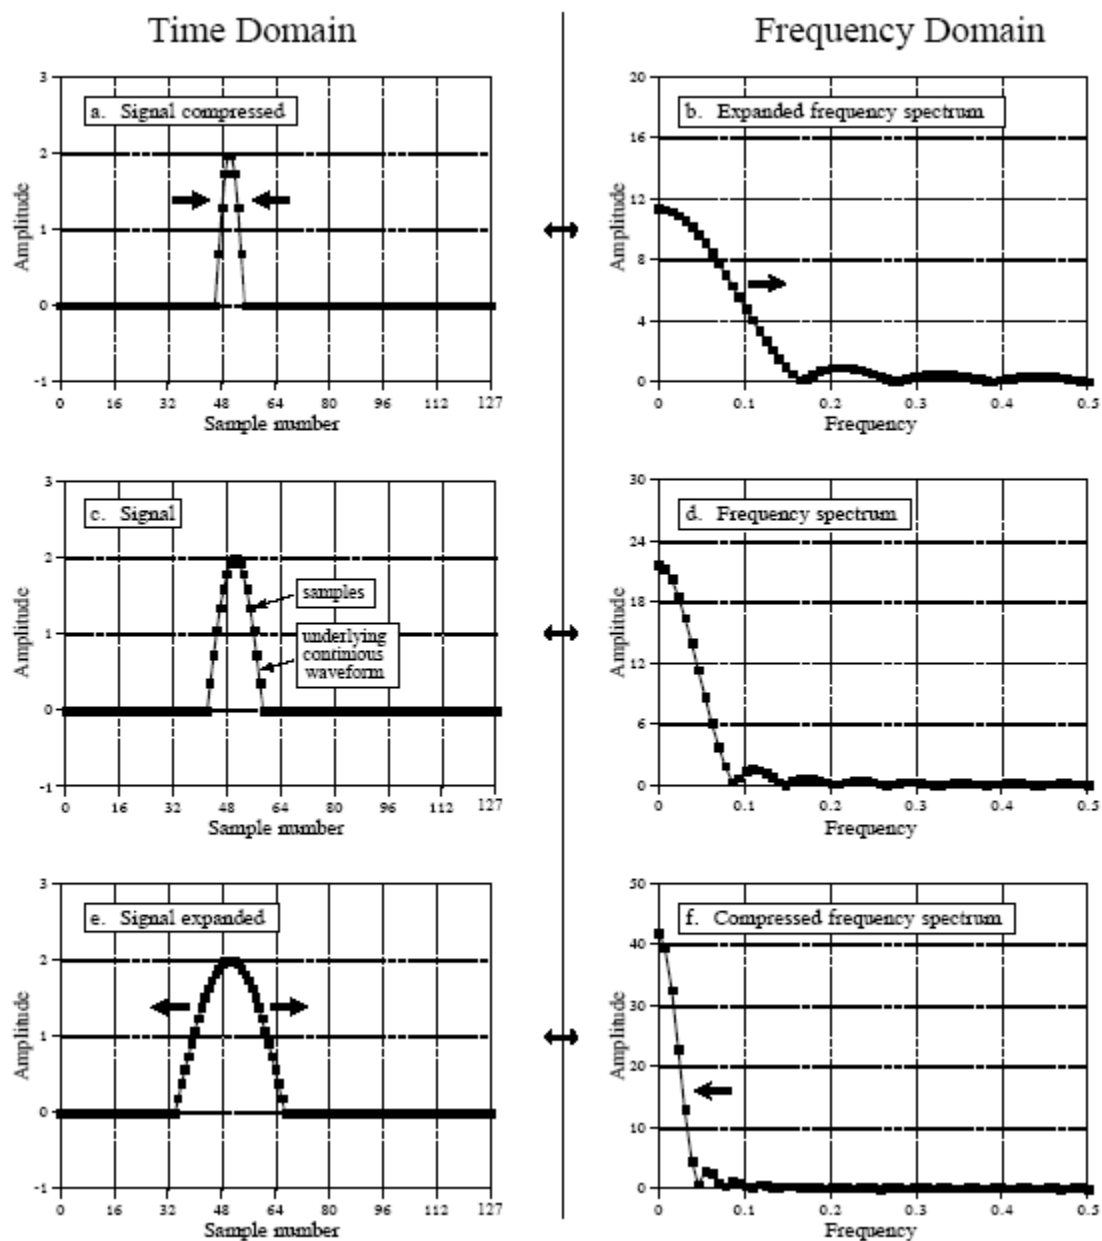 Time Domain
Frequency Domain
3
2
1
0
-1
Amplitude
a. Signal compressed
0 16 32 48 64 80 96 112 127
Sample number
20
16
12
8
4
0
Amplitude
b. Expanded frequency spectrum
0 0.1 0.2 0.3 0.4 0.5
Frequency
3
2
1
0
-1
Amplitude
c. Signal
samples
underlying
continious
waveform
0 16 32 48 64 80 96 112 127
Sample number
30
24
18
12
6
0
Amplitude
d. Frequency spectrum
0 0.1 0.2 0.3 0.4 0.5
Frequency
3
2
1
0
-1
Amplitude
e. Signal expanded
0 16 32 48 64 80 96 112 127
Sample number
50
40
30
20
10
0
Amplitude
f. Compressed frequency spectrum
0 0.1 0.2 0.3 0.4 0.5
Frequency